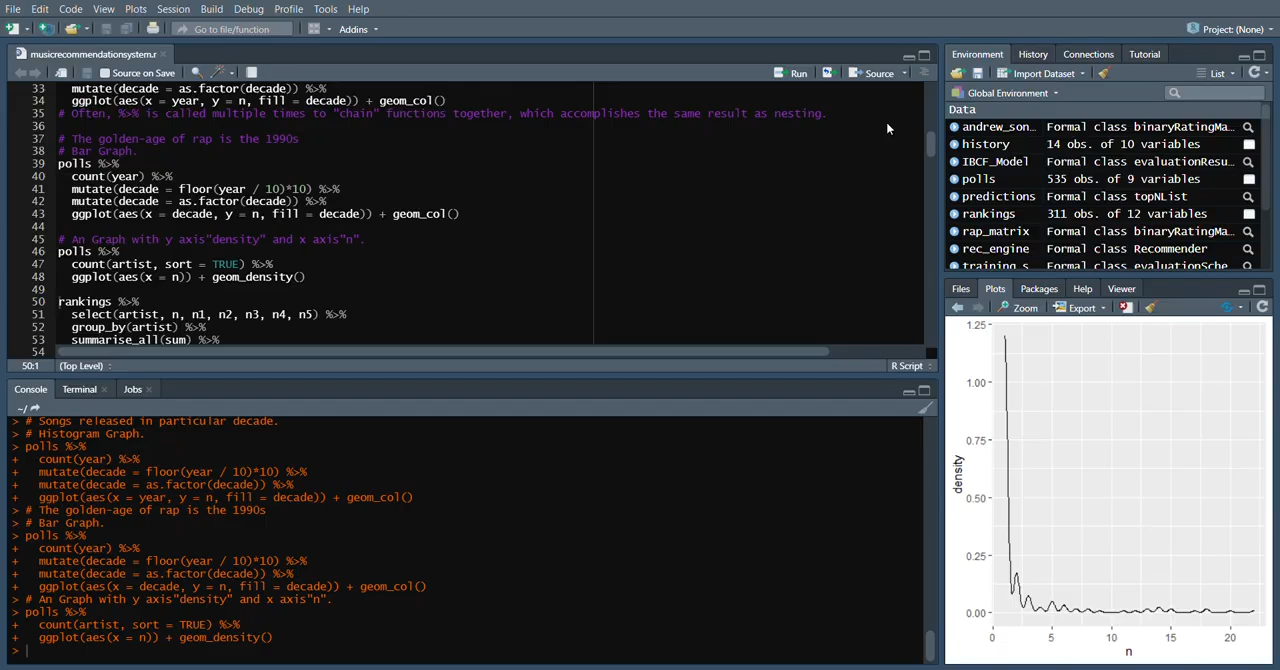 File Edit Code View Plots Session Build Debug Profile Tools Help
Go to file/function Addins Project: (None)
musicrecommendationsystem.r
Source on Save Run Source
33 mutate(decade = as.factor(decade)) %>%
34 ggplot(aes(x = year, y = n, fill = decade)) + geom_col()
35 # Often, %>% is called multiple times to "chain" functions together, which accomplishes the same result as nesting.
36
37 # The golden-age of rap is the 1990s
38 # Bar Graph.
39 polls %>%
40 count(year) %>%
41 mutate(decade = floor(year / 10)*10) %>%
42 mutate(decade = as.factor(decade)) %>%
43 ggplot(aes(x = decade, y = n, fill = decade)) + geom_col()
44
45 # An Graph with y axis"density" and x axis"n".
46 polls %>%
47 count(artist, sort = TRUE) %>%
48 ggplot(aes(x = n)) + geom_density()
49
50 rankings %>%
51 select(artist, n, n1, n2, n3, n4, n5) %>%
52 group_by(artist) %>%
53 summarise_all(sum) %>%
54
50:1 (Top Level) R Script
Console Terminal Jobs
~/
> # Songs released in particular decade.
> # Histogram Graph.
> polls %>%
+ count(year) %>%
+ mutate(decade = floor(year / 10)*10) %>%
+ mutate(decade = as.factor(decade)) %>%
+ ggplot(aes(x = year, y = n, fill = decade)) + geom_col()
> # The golden-age of rap is the 1990s
> # Bar Graph.
> polls %>%
+ count(year) %>%
+ mutate(decade = floor(year / 10)*10) %>%
+ mutate(decade = as.factor(decade)) %>%
+ ggplot(aes(x = decade, y = n, fill = decade)) + geom_col()
> # An Graph with y axis"density" and x axis"n".
> polls %>%
+ count(artist, sort = TRUE) %>%
+ ggplot(aes(x = n)) + geom_density()
>
Environment History Connections Tutorial
Import Dataset List
Global Environment
Data
andrew_son… Formal class binaryRatingMa…
history 14 obs. of 10 variables
IBCF_Model Formal class evaluationResu…
polls 535 obs. of 9 variables
predictions Formal class topNList
rankings 311 obs. of 12 variables
rap_matrix Formal class binaryRatingMa…
rec_engine Formal class Recommender
training_s… Formal class evaluationSche…
Files Plots Packages Help Viewer
Zoom Export
1.25
1.00
0.75
0.50
0.25
0.00
density
0 5 10 15 20
n